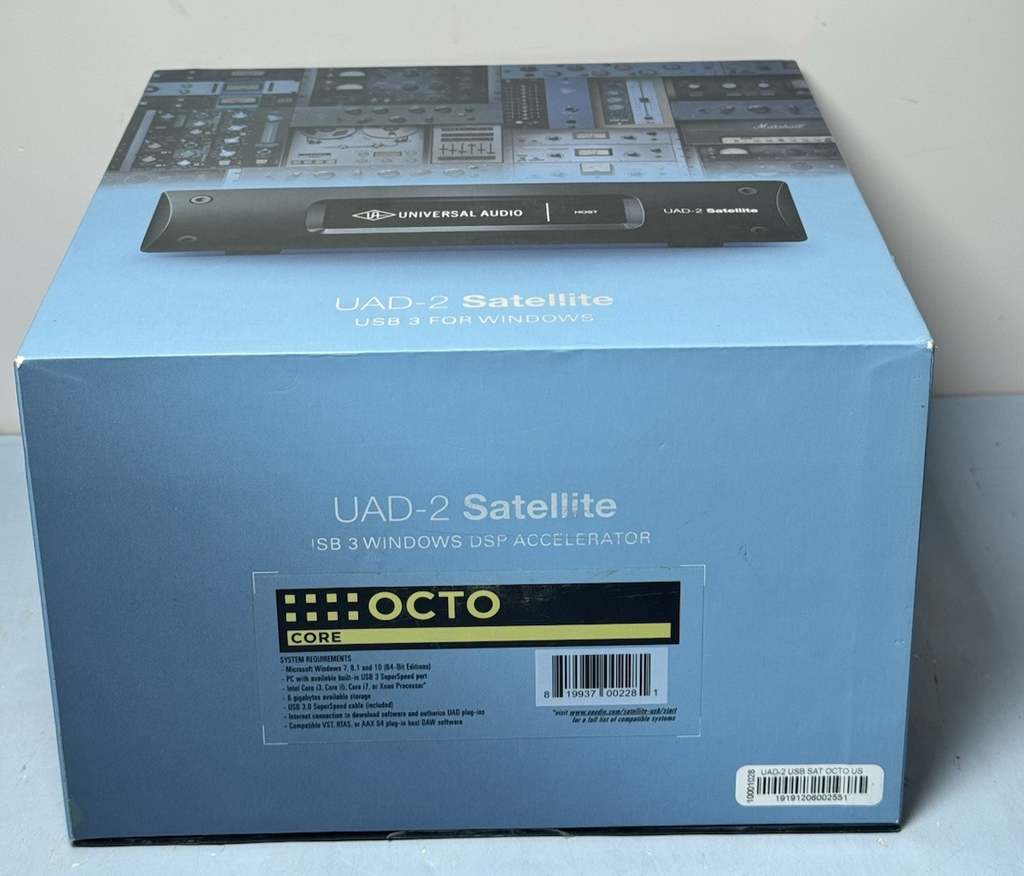 Marshall
UNIVERSAL AUDIO
HOST
UAD-2 Satellite
UAD-2 Satellite
USB 3 FOR WINDOWS
UAD-2 Satellite
ISB 3 WINDOWS DSP ACCELERATOR
OCTO
CORE
SYSTEM REQUIREMENTS
- Microsoft Windows 7, 8.1 and 10 (64-Bit Editions)
- PC with available built-in USB 3 SuperSpeed port
- Intel Core i3, Core i5, Core i7, or Xeon Processor*
- 6 gigabytes available storage
- USB 3.0 SuperSpeed cable (included)
- Internet connection to download software and authorize UAD plug-ins
- Compatible VST, RTAS, or AAX 64 plug-in host DAW software
8 19937 00228 1
*visit www.uaudio.com/satellite-usb/start
for a full list of compatible systems
10001028
UAD-2 USB SAT OCTO US
19191206002551